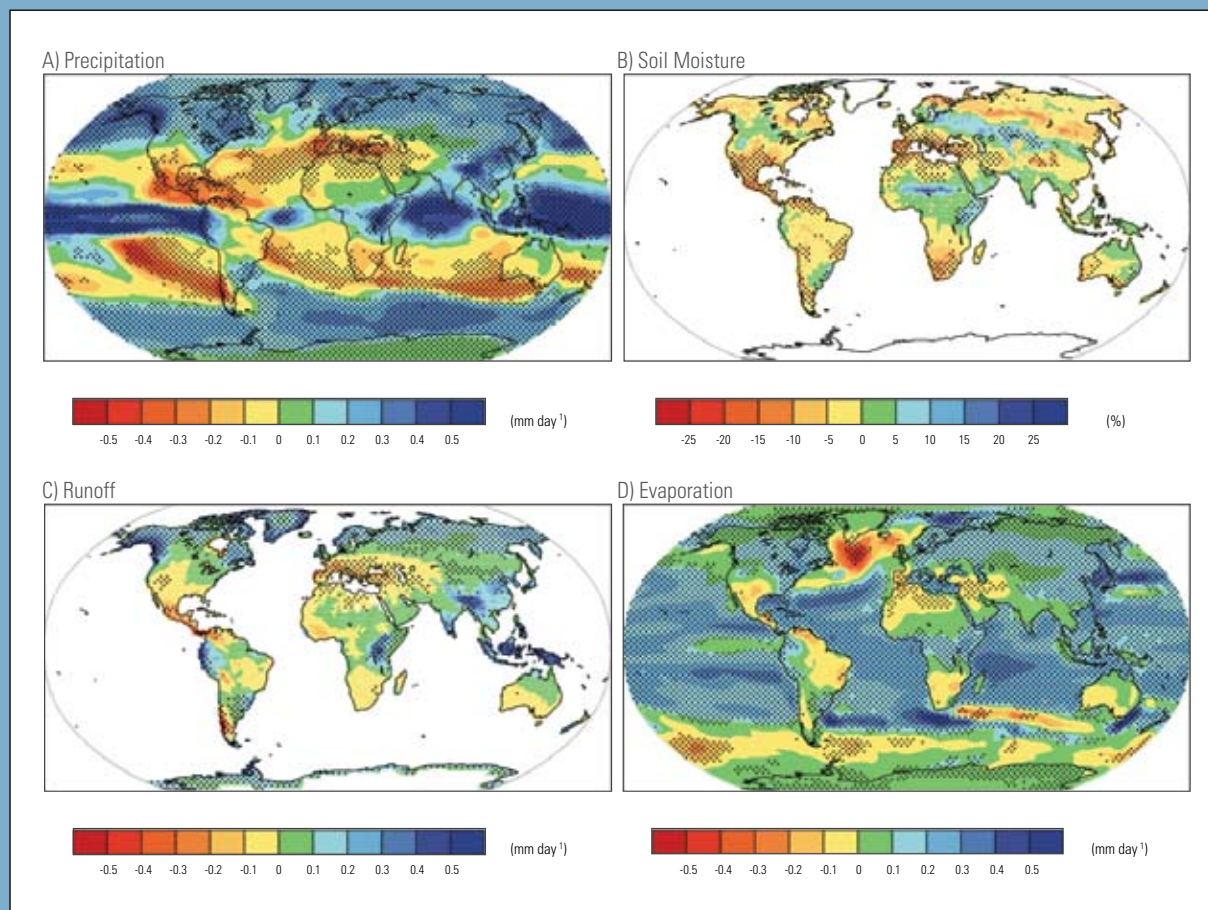 A) Precipitation
B) Soil Moisture
-0.5 -0.4 -0.3 -0.2 -0.1 0 0.1 0.2 0.3 0.4 0.5 (mm day ¹)
-25 -20 -15 -10 -5 0 5 10 15 20 25 (%)
C) Runoff
D) Evaporation
-0.5 -0.4 -0.3 -0.2 -0.1 0 0.1 0.2 0.3 0.4 0.5 (mm day ¹)
-0.5 -0.4 -0.3 -0.2 -0.1 0 0.1 0.2 0.3 0.4 0.5 (mm day ¹)